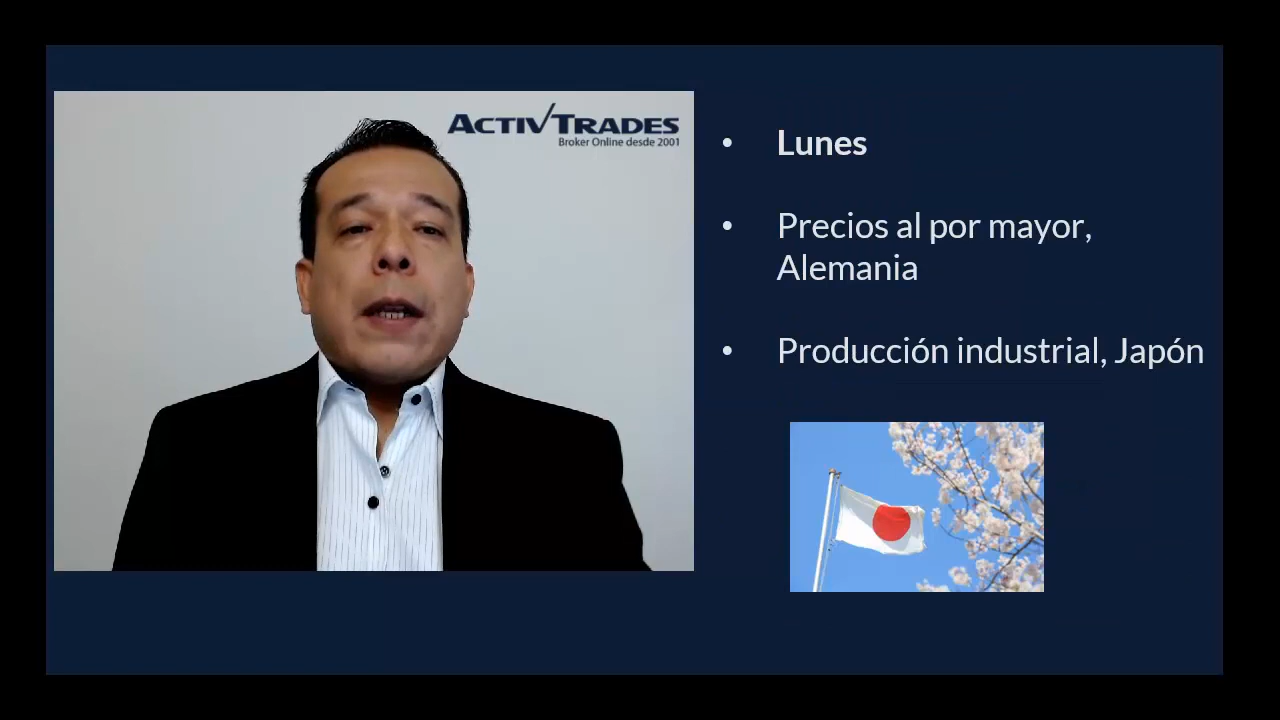 ACTIVTRADES
Broker Online desde 2001
• Lunes
• Precios al por mayor,
Alemania
• Producción industrial, Japón